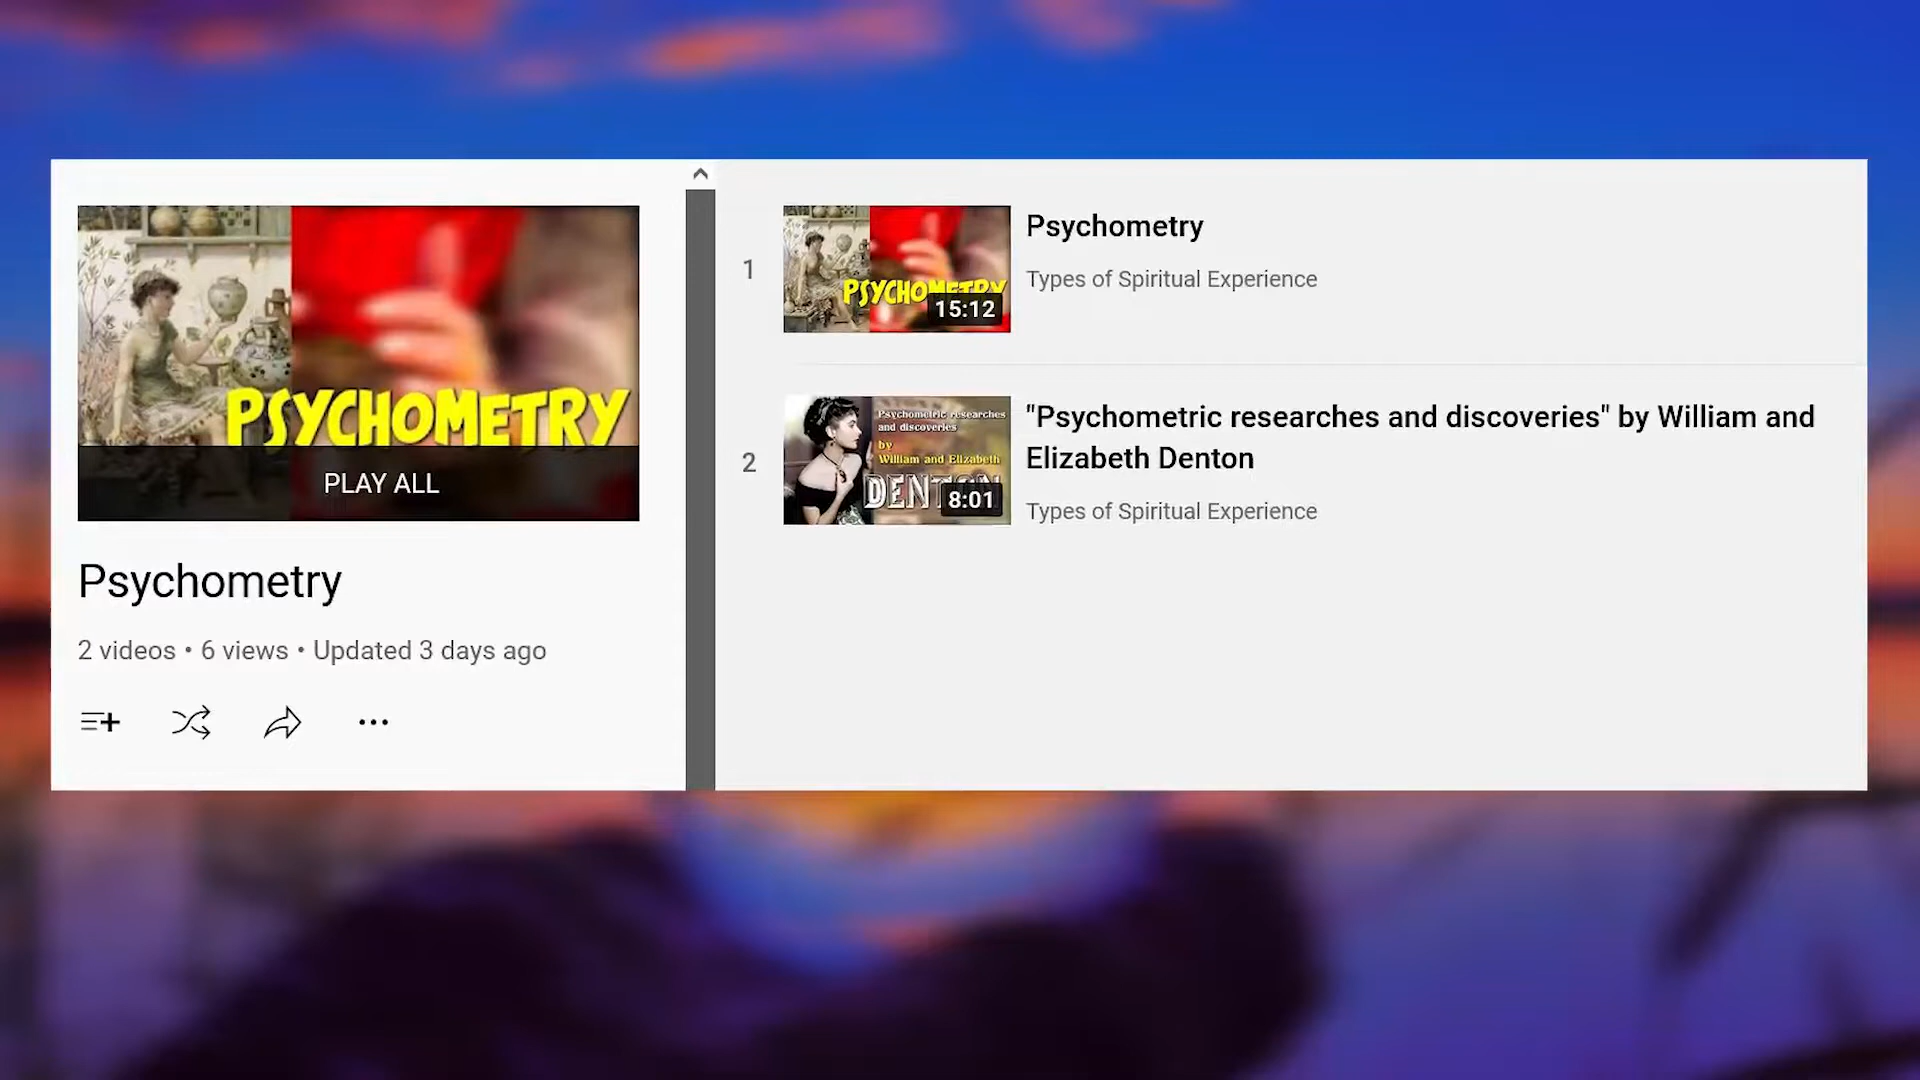 PSYCHOMETRY
PLAY ALL
Psychometry
2 videos • 6 views • Updated 3 days ago
1
PSYCHOMETRY
15:12
Psychometry
Types of Spiritual Experience
2
Psychometric researches
and discoveries
by
William and Elizabeth
DENTON
8:01
"Psychometric researches and discoveries" by William and
Elizabeth Denton
Types of Spiritual Experience